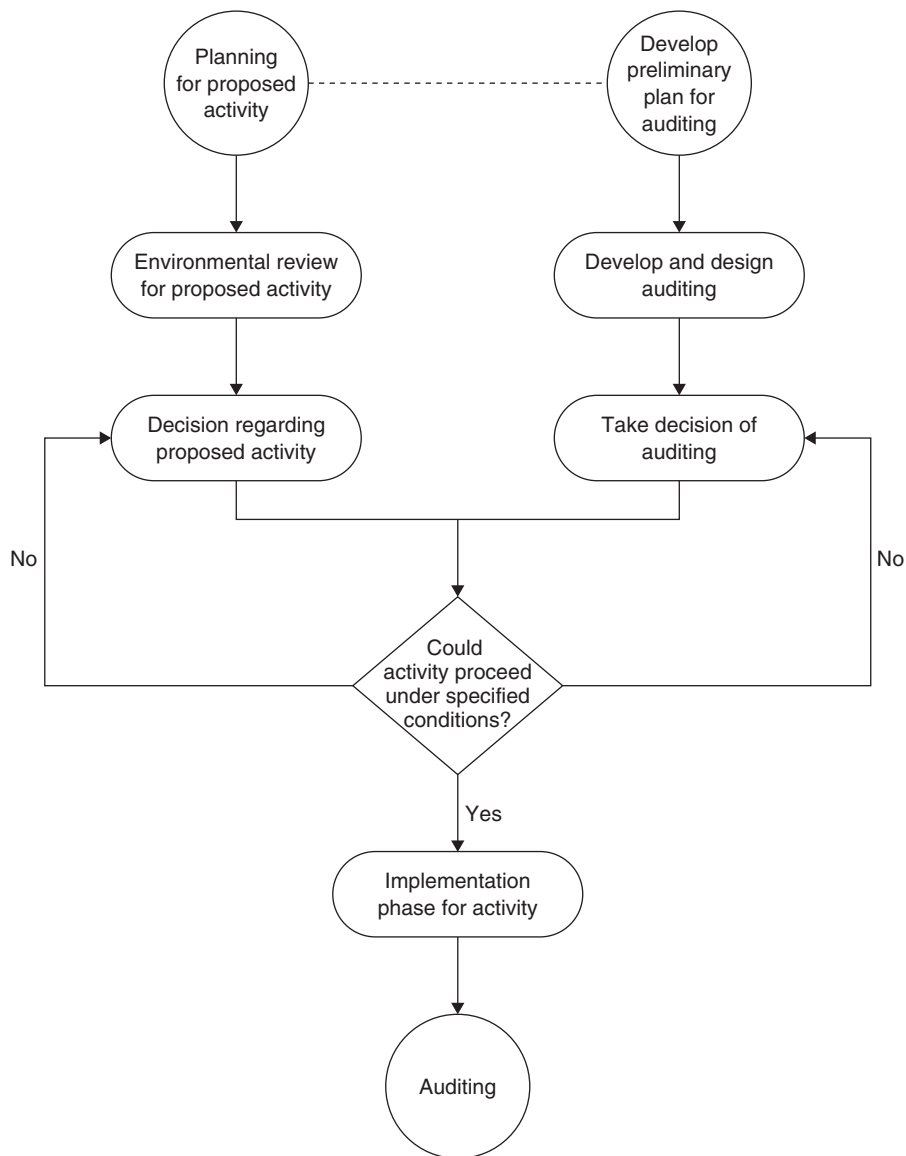 Planning
for proposed
activity
Develop
preliminary
plan for
auditing
Environmental review
for proposed activity
Develop and design
auditing
Decision regarding
proposed activity
Take decision of
auditing
No
No
Could
activity proceed
under specified
conditions?
Yes
Implementation
phase for activity
Auditing